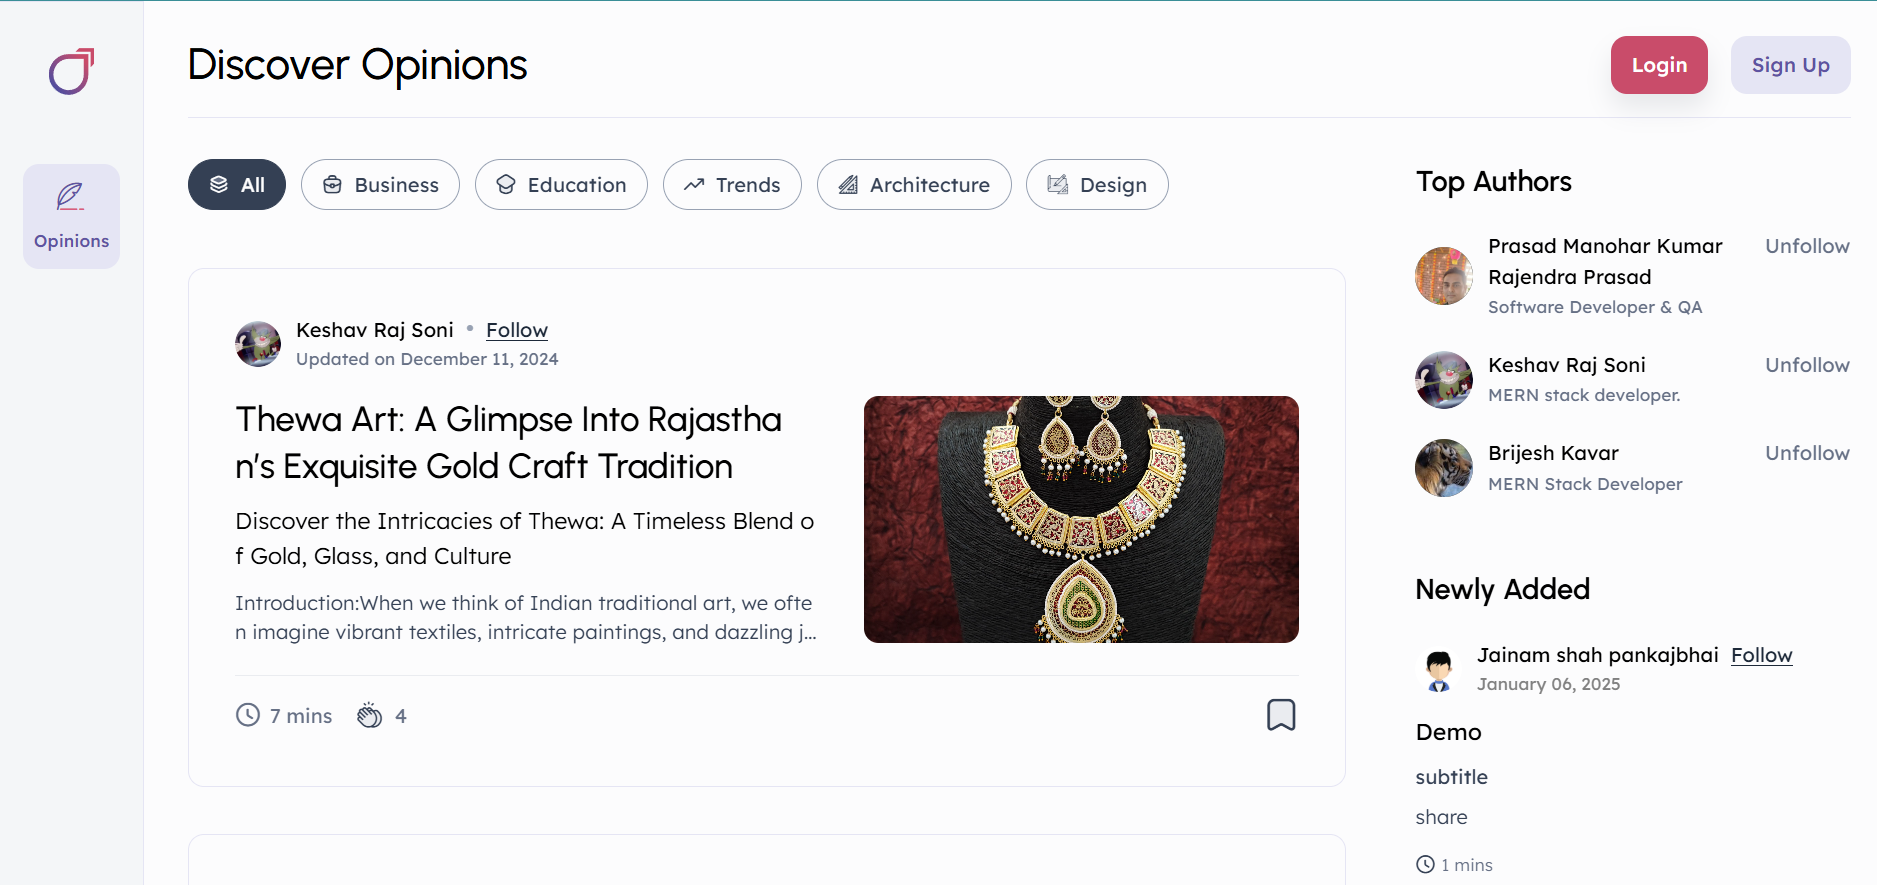 Discover Opinions
Login
Sign Up
Opinions
All
Business
Education
Trends
Architecture
Design
Keshav Raj Soni • Follow
Updated on December 11, 2024
Thewa Art: A Glimpse Into Rajastha
n's Exquisite Gold Craft Tradition
Discover the Intricacies of Thewa: A Timeless Blend o
f Gold, Glass, and Culture
Introduction:When we think of Indian traditional art, we ofte
n imagine vibrant textiles, intricate paintings, and dazzling j...
7 mins
4
Top Authors
Prasad Manohar Kumar
Rajendra Prasad
Unfollow
Software Developer & QA
Keshav Raj Soni
Unfollow
MERN stack developer.
Brijesh Kavar
Unfollow
MERN Stack Developer
Newly Added
Jainam shah pankajbhai Follow
January 06, 2025
Demo
subtitle
share
1 mins